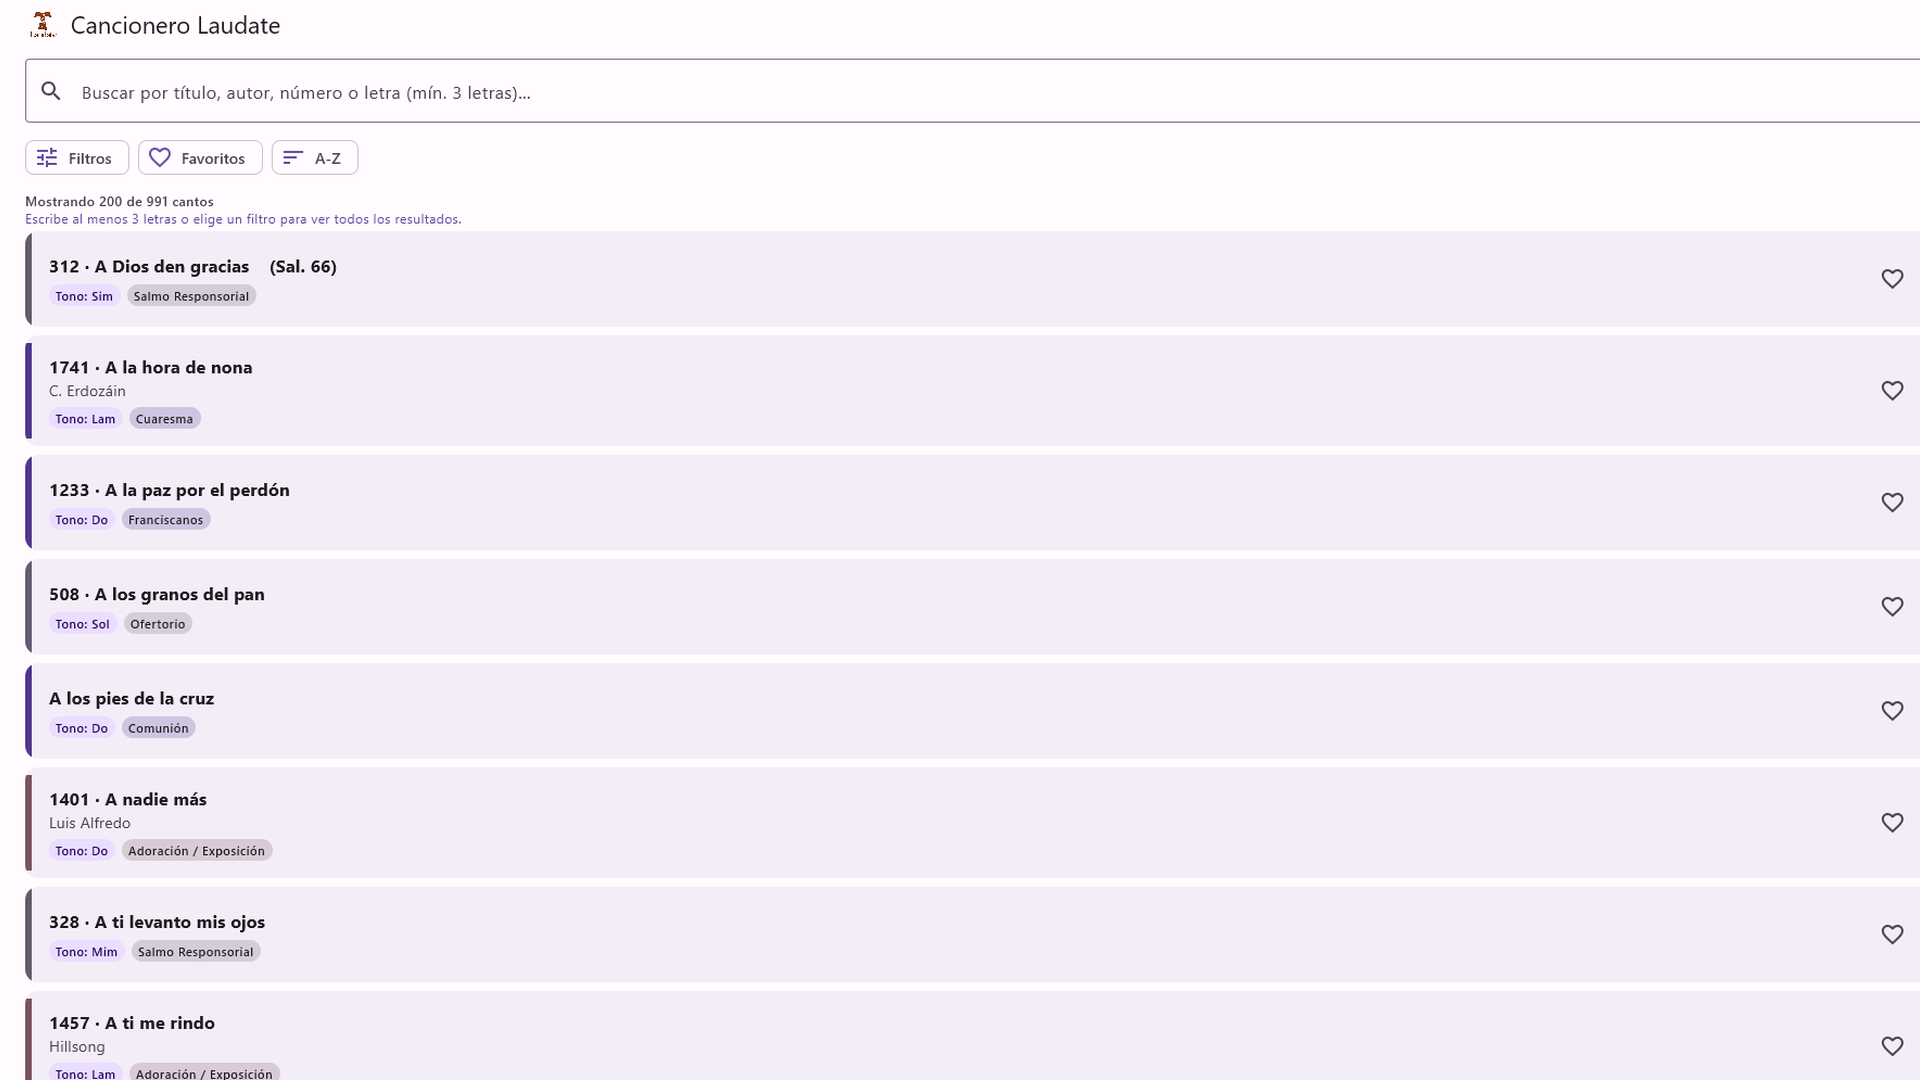 Laudate
Cancionero Laudate
Buscar por título, autor, número o letra (mín. 3 letras)...
Filtros
Favoritos
A-Z
Mostrando 200 de 991 cantos
Escribe al menos 3 letras o elige un filtro para ver todos los resultados.
312 · A Dios den gracias (Sal. 66)
Tono: Sim Salmo Responsorial
1741 · A la hora de nona
C. Erdozáin
Tono: Lam Cuaresma
1233 · A la paz por el perdón
Tono: Do Franciscanos
508 · A los granos del pan
Tono: Sol Ofertorio
A los pies de la cruz
Tono: Do Comunión
1401 · A nadie más
Luis Alfredo
Tono: Do Adoración / Exposición
328 · A ti levanto mis ojos
Tono: Mim Salmo Responsorial
1457 · A ti me rindo
Hillsong
Tono: Lam Adoración / Exposición